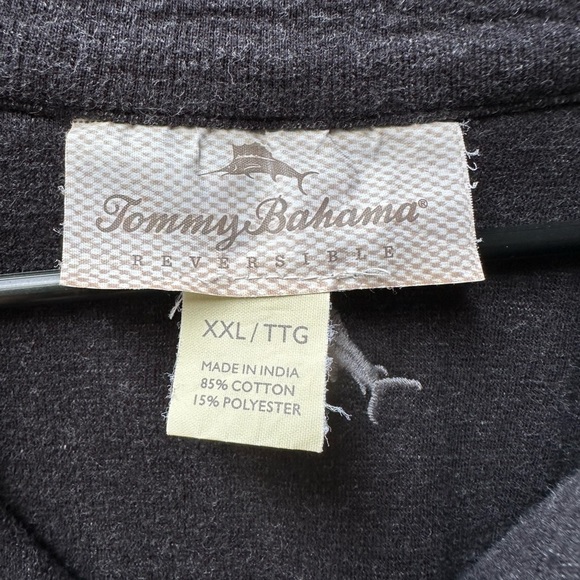 Tommy Bahama®
REVERSIBLE
XXL/TTG
MADE IN INDIA
85% COTTON
15% POLYESTER